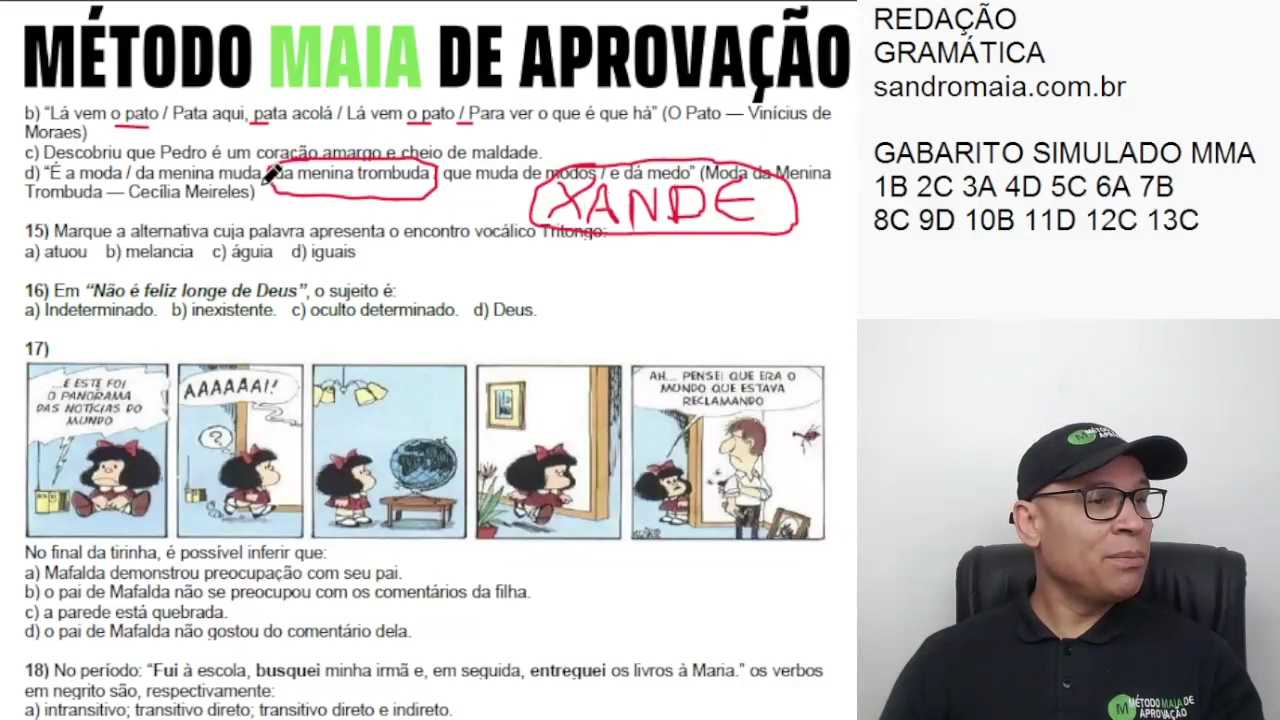 MÉTODO MAIA DE APROVAÇÃO
b) “Lá vem o pato / Pata aqui, pata acolá / Lá vem o pato / Para ver o que é que há” (O Pato — Vinícius de
Moraes)
c) Descobriu que Pedro é um coração amargo e cheio de maldade.
d) “É a moda / da menina muda da menina trombuda que muda de modos / e dá medo” (Moda da Menina
Trombuda — Cecília Meireles)
XANDE
15) Marque a alternativa cuja palavra apresenta o encontro vocálico Tritongo:
a) atuou b) melancia c) águia d) iguais
16) Em “Não é feliz longe de Deus”, o sujeito é:
a) Indeterminado. b) inexistente. c) oculto determinado. d) Deus.
17)
...E ESTE FOI
O PANORAMA
DAS NOTÍCIAS DO
MUNDO
AAAAAAI!
?
AH... PENSEI QUE ERA O
MUNDO QUE ESTAVA
RECLAMANDO
No final da tirinha, é possível inferir que:
a) Mafalda demonstrou preocupação com seu pai.
b) o pai de Mafalda não se preocupou com os comentários da filha.
c) a parede está quebrada.
d) o pai de Mafalda não gostou do comentário dela.
18) No período: “Fui à escola, busquei minha irmã e, em seguida, entreguei os livros à Maria.” os verbos
em negrito são, respectivamente:
a) intransitivo; transitivo direto; transitivo direto e indireto.
REDAÇÃO
GRAMÁTICA
sandromaia.com.br
GABARITO SIMULADO MMA
1B 2C 3A 4D 5C 6A 7B
8C 9D 10B 11D 12C 13C
MÉTODO MAIA DE
APROVAÇÃO